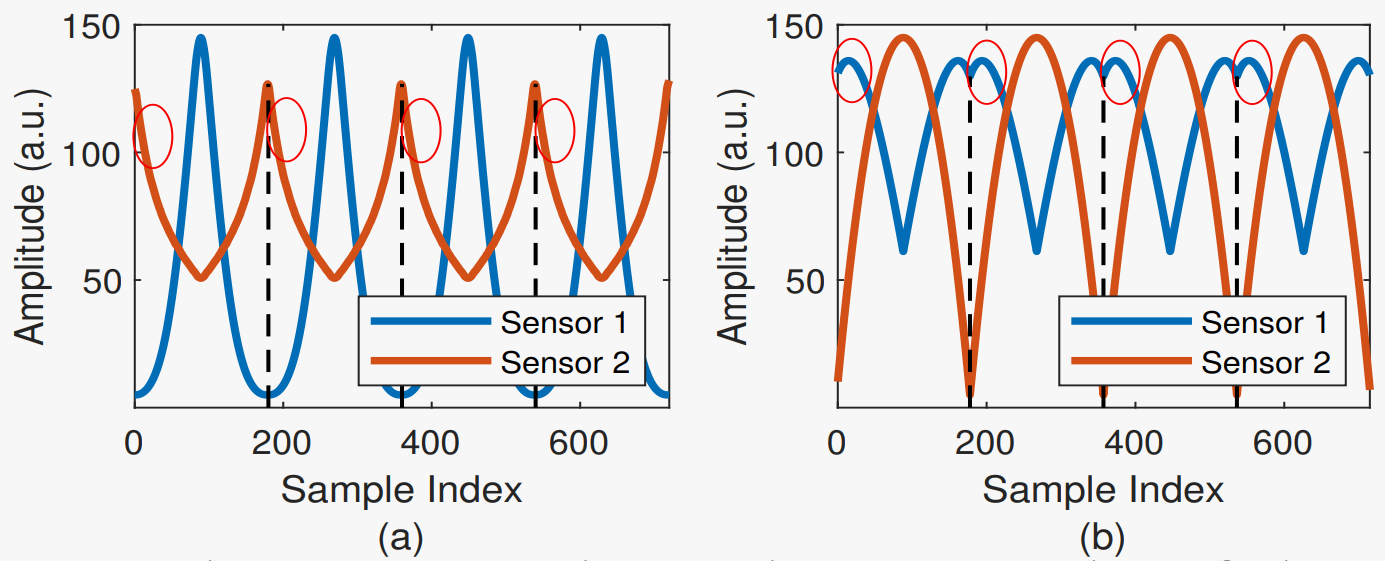 150
100
50
Amplitude (a.u.)
Sensor 1
Sensor 2
0 200 400 600
Sample Index
(a)
150
100
50
Amplitude (a.u.)
Sensor 1
Sensor 2
0 200 400 600
Sample Index
(b)